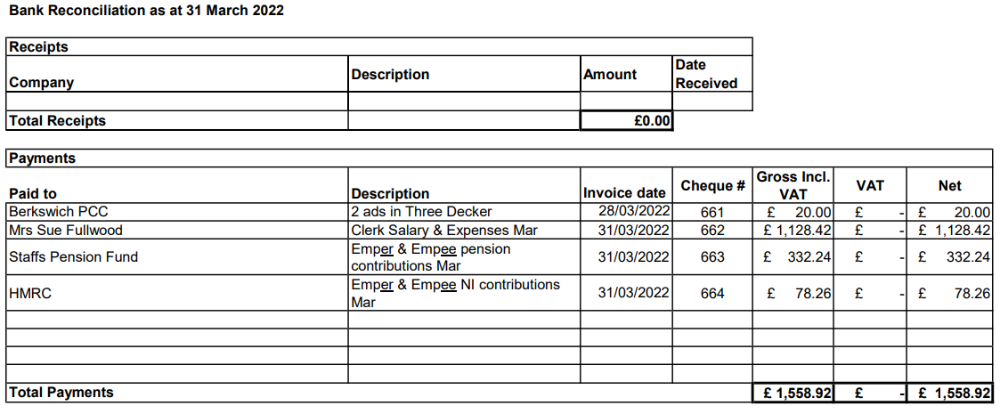 Bank Reconciliation as at 31 March 2022
Receipts
Company Description Amount Date Received
Total Receipts £0.00
Payments
Paid to Description Invoice date Cheque # Gross Incl. VAT VAT Net
Berkswich PCC 2 ads in Three Decker 28/03/2022 661 £ 20.00 £ - £ 20.00
Mrs Sue Fullwood Clerk Salary & Expenses Mar 31/03/2022 662 £ 1,128.42 £ - £ 1,128.42
Staffs Pension Fund Emper & Empee pension contributions Mar 31/03/2022 663 £ 332.24 £ - £ 332.24
HMRC Emper & Empee NI contributions Mar 31/03/2022 664 £ 78.26 £ - £ 78.26
Total Payments £ 1,558.92 £ - £ 1,558.92